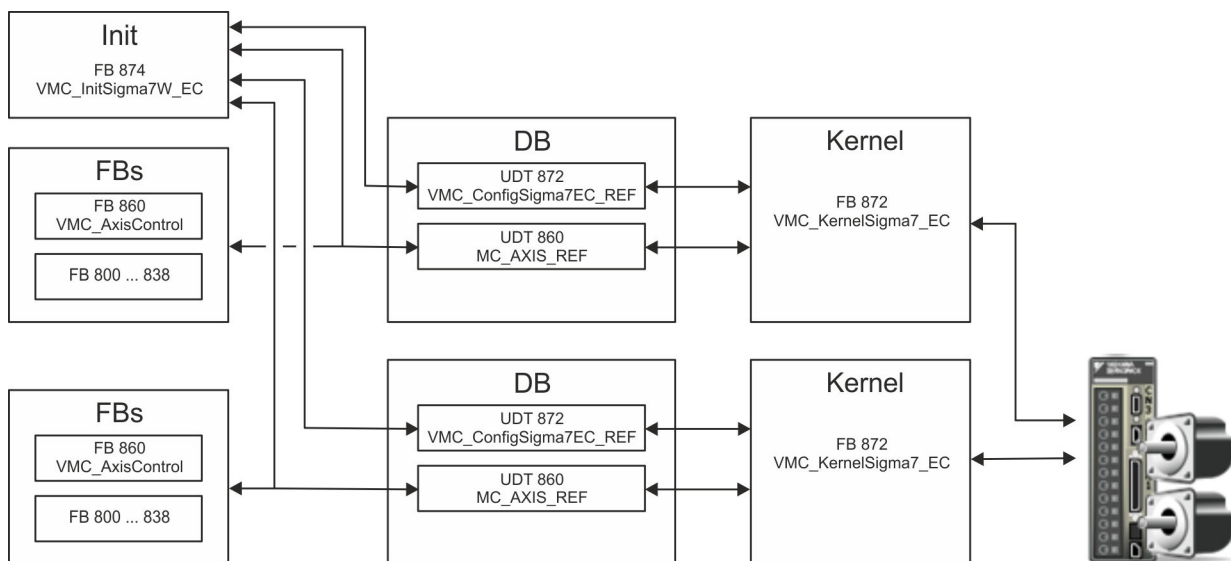 Init
FB 874
VMC_InitSigma7W_EC
FBs
FB 860
VMC_AxisControl
FB 800 ... 838
DB
UDT 872
VMC_ConfigSigma7EC_REF
UDT 860
MC_AXIS_REF
Kernel
FB 872
VMC_KernelSigma7_EC
FBs
FB 860
VMC_AxisControl
FB 800 ... 838
DB
UDT 872
VMC_ConfigSigma7EC_REF
UDT 860
MC_AXIS_REF
Kernel
FB 872
VMC_KernelSigma7_EC